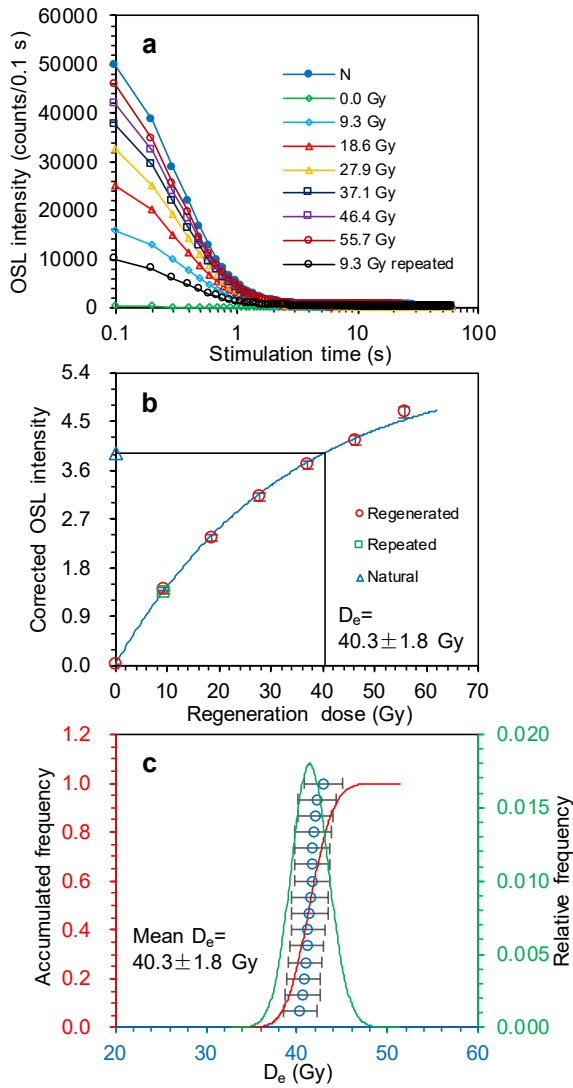 a
OSL intensity (counts/0.1 s)
60000
50000
40000
30000
20000
10000
0
N
0.0 Gy
9.3 Gy
18.6 Gy
27.9 Gy
37.1 Gy
46.4 Gy
55.7 Gy
9.3 Gy repeated
0.1 1 10 100
Stimulation time (s)
b
Corrected OSL intensity
5.4
4.5
3.6
2.7
1.8
0.9
0.0
Regenerated
Repeated
Natural
De=
40.3±1.8 Gy
0 10 20 30 40 50 60 70
Regeneration dose (Gy)
c
Accumulated frequency
1.2
1.0
0.8
0.6
0.4
0.2
0.0
Mean De=
40.3±1.8 Gy
0.020
0.015
0.010
0.005
0.000
Relative frequency
20 30 40 50 60
De (Gy)